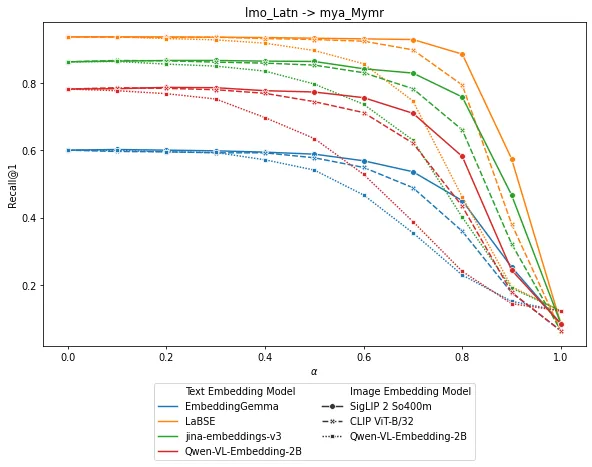 lmo_Latn -> mya_Mymr
Recall@1
0.8
0.6
0.4
0.2
0.0 0.2 0.4 0.6 0.8 1.0
α
Text Embedding Model Image Embedding Model
EmbeddingGemma SigLIP 2 So400m
LaBSE CLIP ViT-B/32
jina-embeddings-v3 Qwen-VL-Embedding-2B
Qwen-VL-Embedding-2B